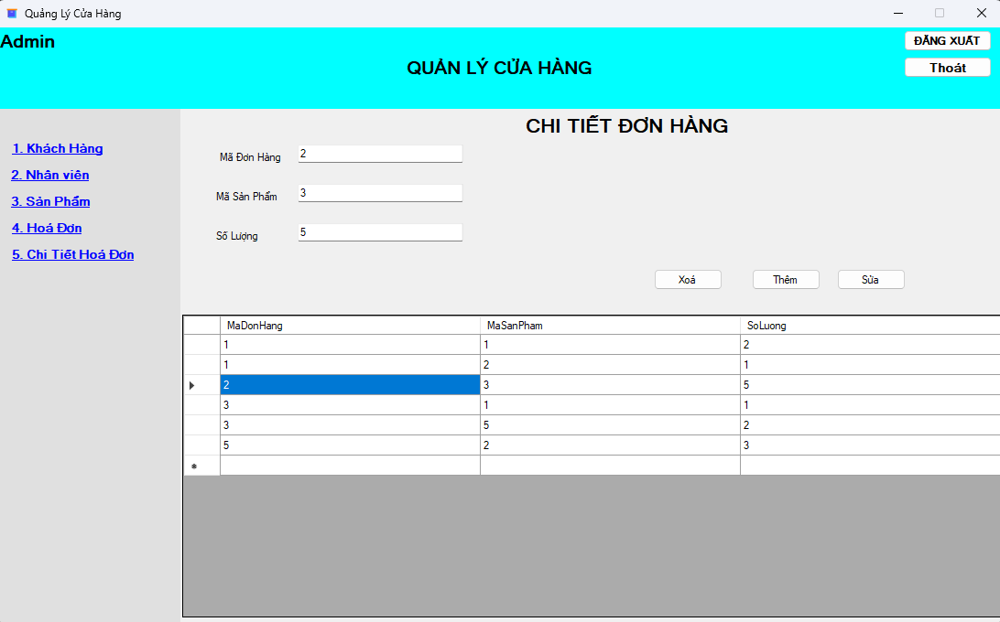 Quảng Lý Cửa Hàng
Admin
ĐĂNG XUẤT
QUẢN LÝ CỬA HÀNG
Thoát
1. Khách Hàng
2. Nhân viên
3. Sản Phẩm
4. Hoá Đơn
5. Chi Tiết Hoá Đơn
CHI TIẾT ĐƠN HÀNG
Mã Đơn Hàng 2
Mã Sản Phẩm 3
Số Lượng 5
Xoá Thêm Sửa
MaDonHang MaSanPham SoLuong
1 1 2
1 2 1
2 3 5
3 1 1
3 5 2
5 2 3